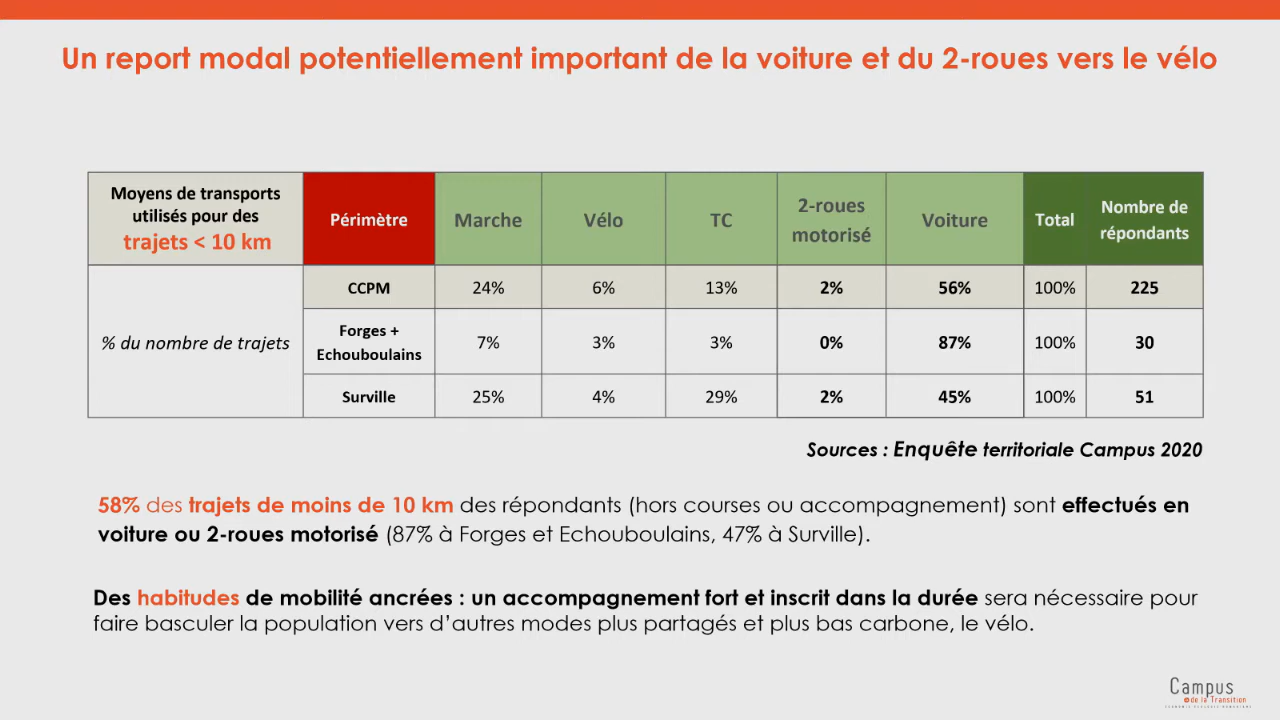 Un report modal potentiellement important de la voiture et du 2-roues vers le vélo
Moyens de transports
utilisés pour des
trajets < 10 km
Périmètre
Marche
Vélo
TC
2-roues
motorisé
Voiture
Total
Nombre de
répondants
% du nombre de trajets
CCPM 24% 6% 13% 2% 56% 100% 225
Forges +
Echouboulains
7% 3% 3% 0% 87% 100% 30
Surville 25% 4% 29% 2% 45% 100% 51
Sources : Enquête territoriale Campus 2020
58% des trajets de moins de 10 km des répondants (hors courses ou accompagnement) sont effectués en
voiture ou 2-roues motorisé (87% à Forges et Echouboulains, 47% à Surville).
Des habitudes de mobilité ancrées : un accompagnement fort et inscrit dans la durée sera nécessaire pour
faire basculer la population vers d'autres modes plus partagés et plus bas carbone, le vélo.
Campus
de la Transition